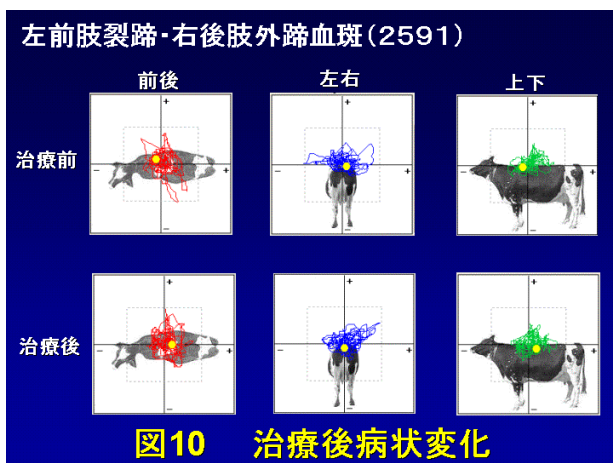 左前肢裂蹄・右後肢外蹄血斑(2591)
前後 左右 上下
治療前
+ + +
- + - + - +
- - -
治療後
+ + +
- + - + - +
- - -
図10 治療後病状変化